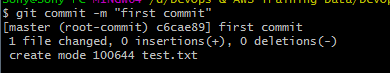 $ git commit -m "first commit"
[master (root-commit) c6cae89] first commit
 1 file changed, 0 insertions(+), 0 deletions(-)
 create mode 100644 test.txt